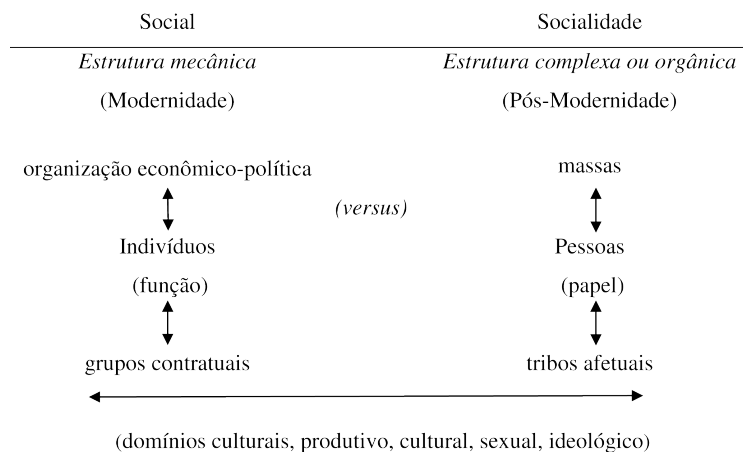 Social Socialidade
Estrutura mecânica Estrutura complexa ou orgânica
(Modernidade) (Pós-Modernidade)
organização econômico-política massas
(versus)
Indivíduos Pessoas
(função) (papel)
grupos contratuais tribos afetuais
(domínios culturais, produtivo, cultural, sexual, ideológico)